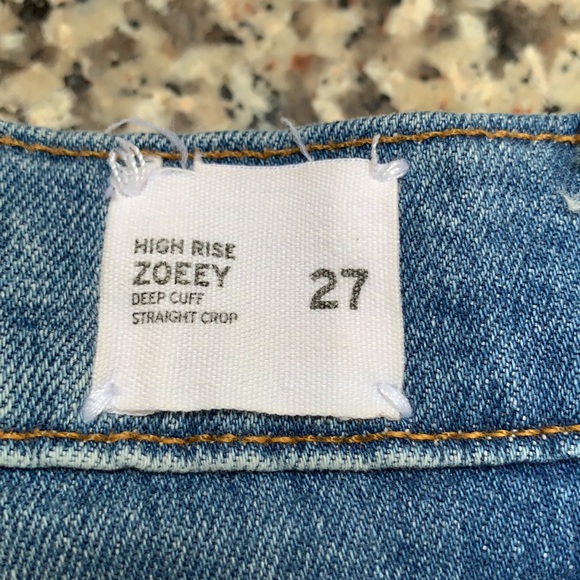 HIGH RISE
ZOEEY
DEEP CUFF
STRAIGHT CROP
27